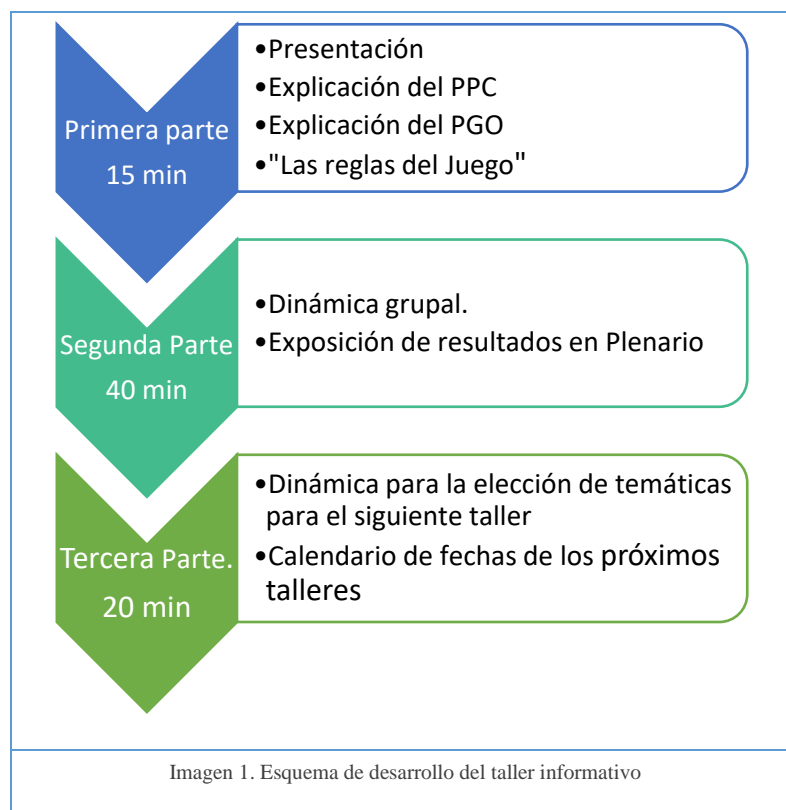 Primera parte
15 min
•Presentación
•Explicación del PPC
•Explicación del PGO
•"Las reglas del Juego"
Segunda Parte
40 min
•Dinámica grupal.
•Exposición de resultados en Plenario
Tercera Parte.
20 min
•Dinámica para la elección de temáticas
para el siguiente taller
•Calendario de fechas de los próximos
talleres
Imagen 1. Esquema de desarrollo del taller informativo